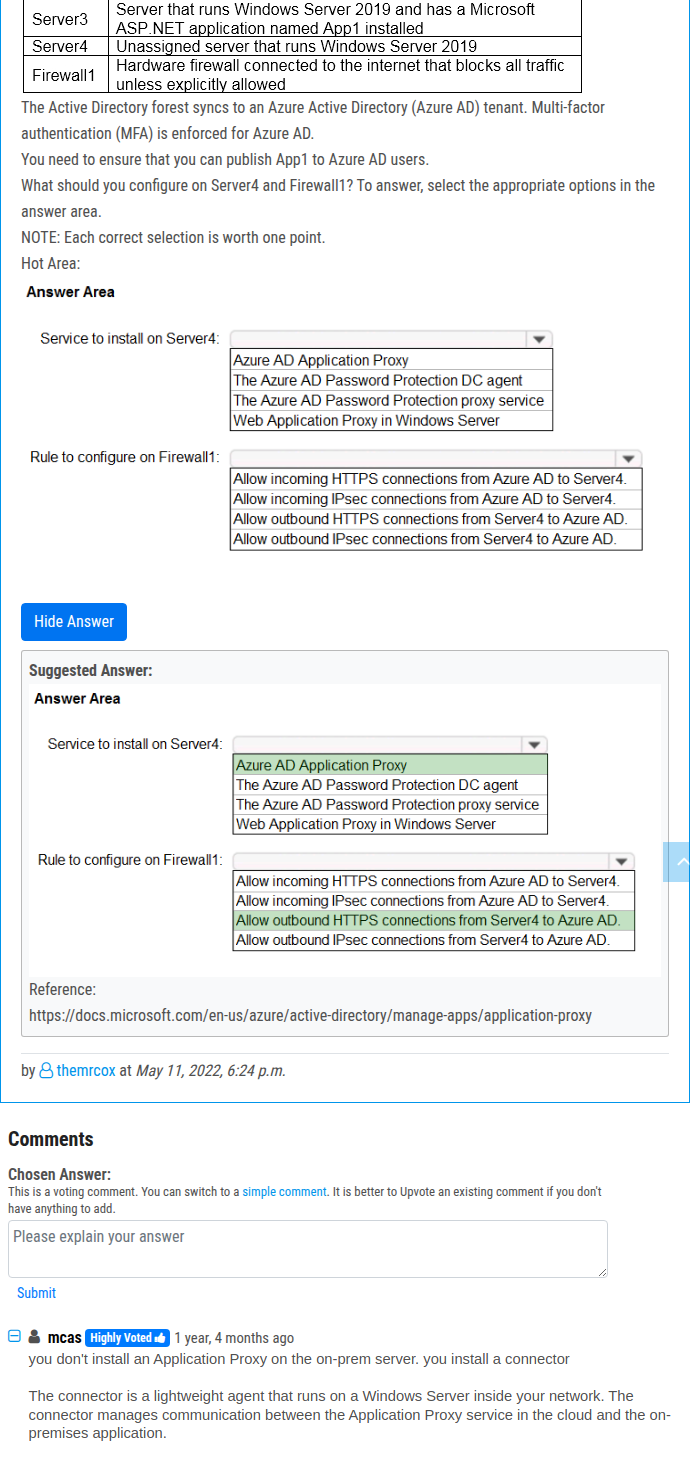 Server3
Server that runs Windows Server 2019 and has a Microsoft
ASP.NET application named App1 installed
Server4
Unassigned server that runs Windows Server 2019
Firewall1
Hardware firewall connected to the internet that blocks all traffic
unless explicitly allowed
The Active Directory forest syncs to an Azure Active Directory (Azure AD) tenant. Multi-factor
authentication (MFA) is enforced for Azure AD.
You need to ensure that you can publish App1 to Azure AD users.
What should you configure on Server4 and Firewall1? To answer, select the appropriate options in the
answer area.
NOTE: Each correct selection is worth one point.
Hot Area:
Answer Area
Service to install on Server4:
Azure AD Application Proxy
The Azure AD Password Protection DC agent
The Azure AD Password Protection proxy service
Web Application Proxy in Windows Server
Rule to configure on Firewall1:
Allow incoming HTTPS connections from Azure AD to Server4.
Allow incoming IPsec connections from Azure AD to Server4.
Allow outbound HTTPS connections from Server4 to Azure AD.
Allow outbound IPsec connections from Server4 to Azure AD.
Hide Answer
Suggested Answer:
Answer Area
Service to install on Server4:
Azure AD Application Proxy
The Azure AD Password Protection DC agent
The Azure AD Password Protection proxy service
Web Application Proxy in Windows Server
Rule to configure on Firewall1:
Allow incoming HTTPS connections from Azure AD to Server4.
Allow incoming IPsec connections from Azure AD to Server4.
Allow outbound HTTPS connections from Server4 to Azure AD.
Allow outbound IPsec connections from Server4 to Azure AD.
Reference:
https://docs.microsoft.com/en-us/azure/active-directory/manage-apps/application-proxy
by themrcox at May 11, 2022, 6:24 p.m.
Comments
Chosen Answer:
This is a voting comment. You can switch to a simple comment. It is better to Upvote an existing comment if you don't
have anything to add.
Please explain your answer
Submit
mcas Highly Voted 1 year, 4 months ago
you don't install an Application Proxy on the on-prem server. you install a connector
The connector is a lightweight agent that runs on a Windows Server inside your network. The
connector manages communication between the Application Proxy service in the cloud and the on-
premises application.